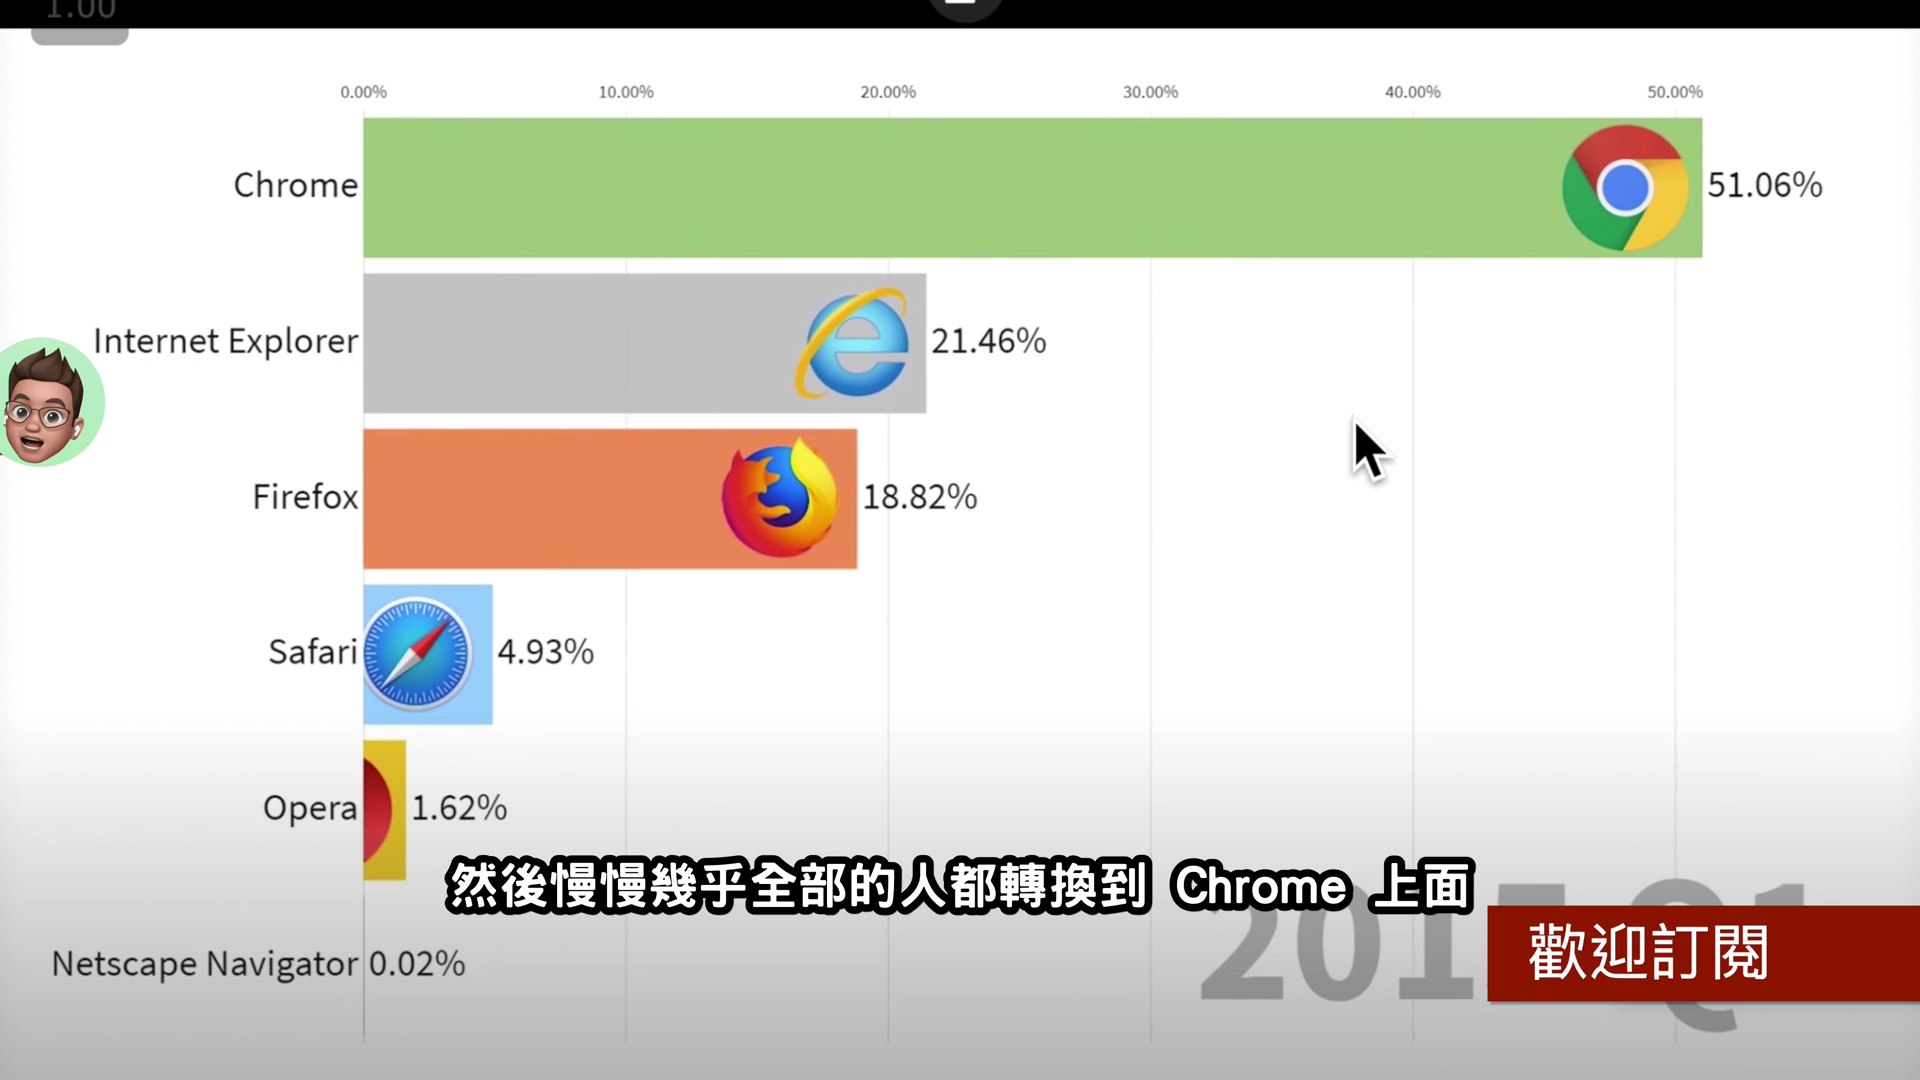 1.00
0.00% 10.00% 20.00% 30.00% 40.00% 50.00%
Chrome 51.06%
Internet Explorer 21.46%
Firefox 18.82%
Safari 4.93%
Opera 1.62%
然後慢慢幾乎全部的人都轉換到 Chrome 上面
歡迎訂閱
Netscape Navigator 0.02%